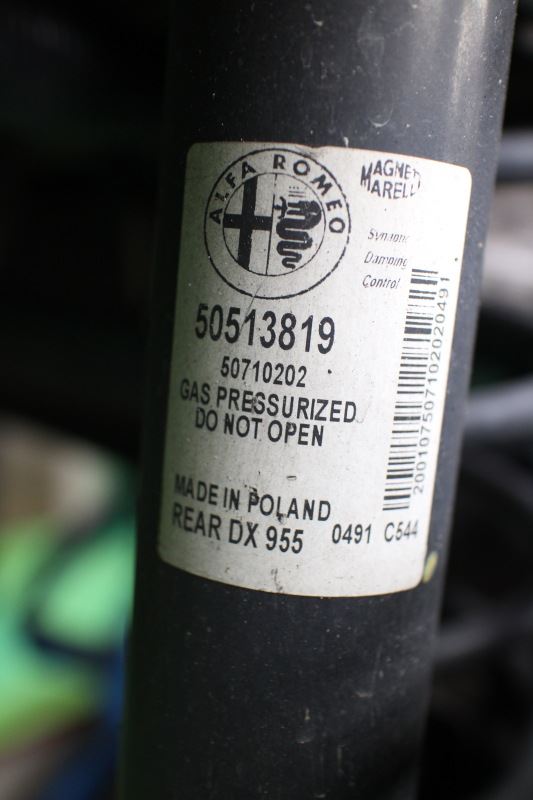 ALFA ROMEO
MAGNETI
MARELLI
Synaptic
Damping
Control
50513819
50710202
GAS PRESSURIZED
DO NOT OPEN
MADE IN POLAND
REAR DX 955
0491 C544
200107507102020491